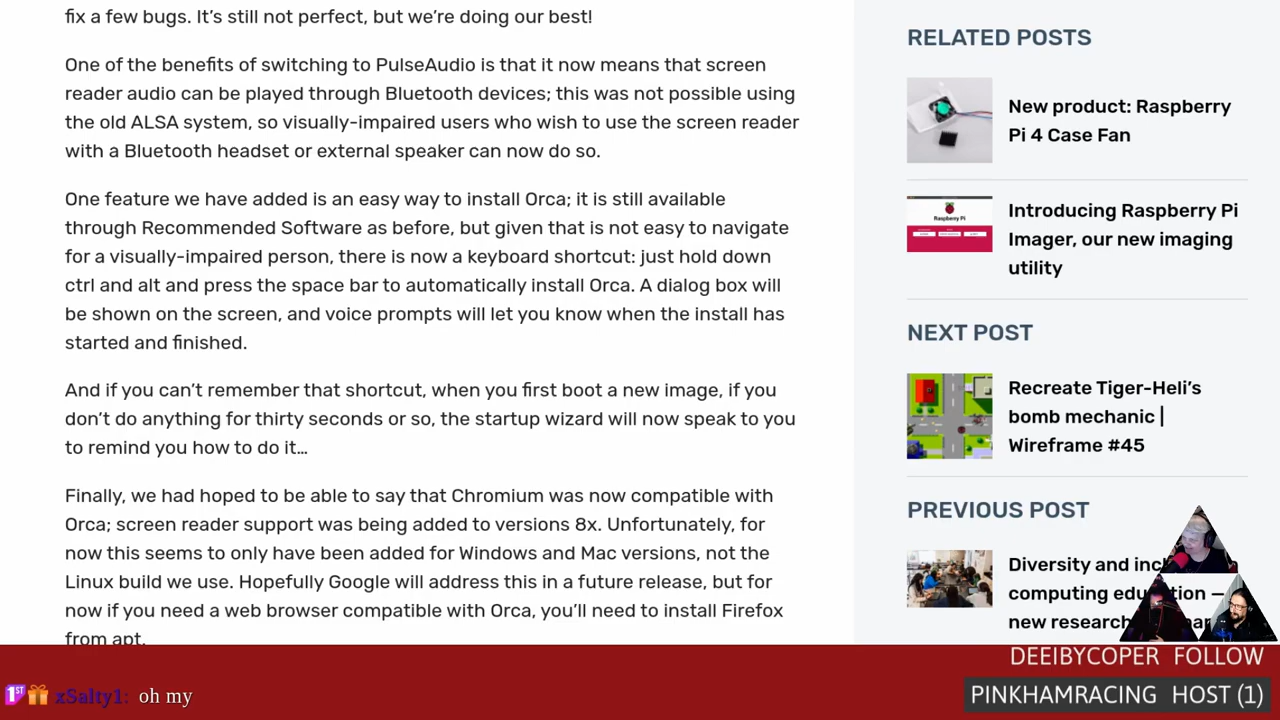 fix a few bugs. It’s still not perfect, but we’re doing our best!
One of the benefits of switching to PulseAudio is that it now means that screen
reader audio can be played through Bluetooth devices; this was not possible using
the old ALSA system, so visually-impaired users who wish to use the screen reader
with a Bluetooth headset or external speaker can now do so.
One feature we have added is an easy way to install Orca; it is still available
through Recommended Software as before, but given that is not easy to navigate
for a visually-impaired person, there is now a keyboard shortcut: just hold down
ctrl and alt and press the space bar to automatically install Orca. A dialog box will
be shown on the screen, and voice prompts will let you know when the install has
started and finished.
And if you can’t remember that shortcut, when you first boot a new image, if you
don’t do anything for thirty seconds or so, the startup wizard will now speak to you
to remind you how to do it…
Finally, we had hoped to be able to say that Chromium was now compatible with
Orca; screen reader support was being added to versions 8x. Unfortunately, for
now this seems to only have been added for Windows and Mac versions, not the
Linux build we use. Hopefully Google will address this in a future release, but for
now if you need a web browser compatible with Orca, you’ll need to install Firefox
from apt.
RELATED POSTS
New product: Raspberry
Pi 4 Case Fan
Raspberry Pi
Introducing Raspberry Pi
Imager, our new imaging
utility
NEXT POST
Recreate Tiger-Heli’s
bomb mechanic |
Wireframe #45
PREVIOUS POST
Diversity and
computing
new research
DEEIBYCOPER FOLLOW
PINKHAMRACING HOST (1)
1ST xSalty1: oh my